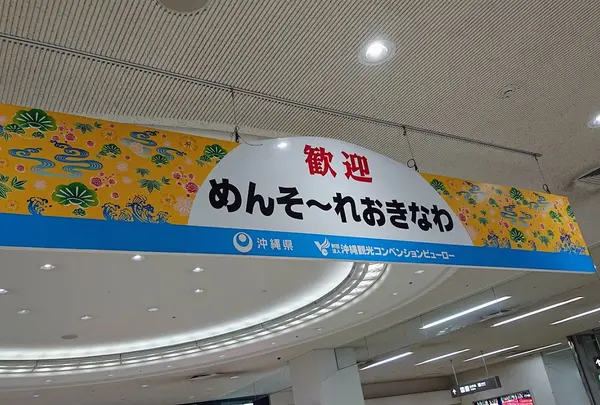 歓迎
めんそ～れおきなわ
沖縄県 沖縄観光コンベンションビューロー